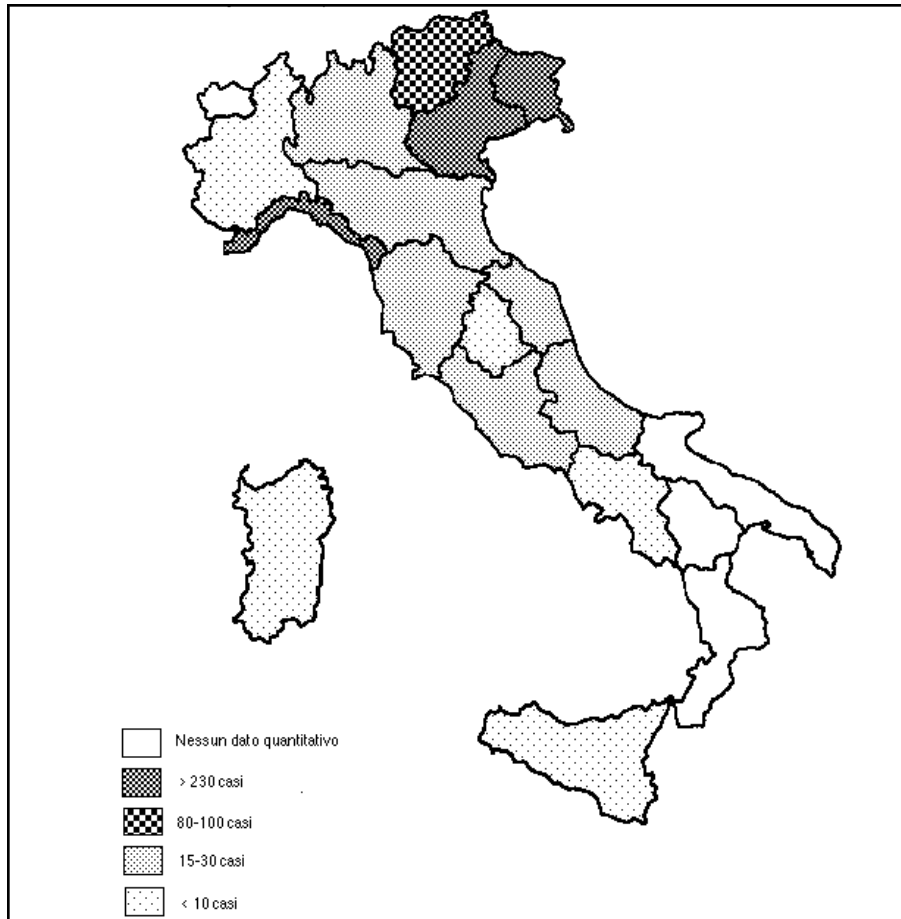 Nessun dato quantitativo
> 230 casi
80-100 casi
15-30 casi
< 10 casi